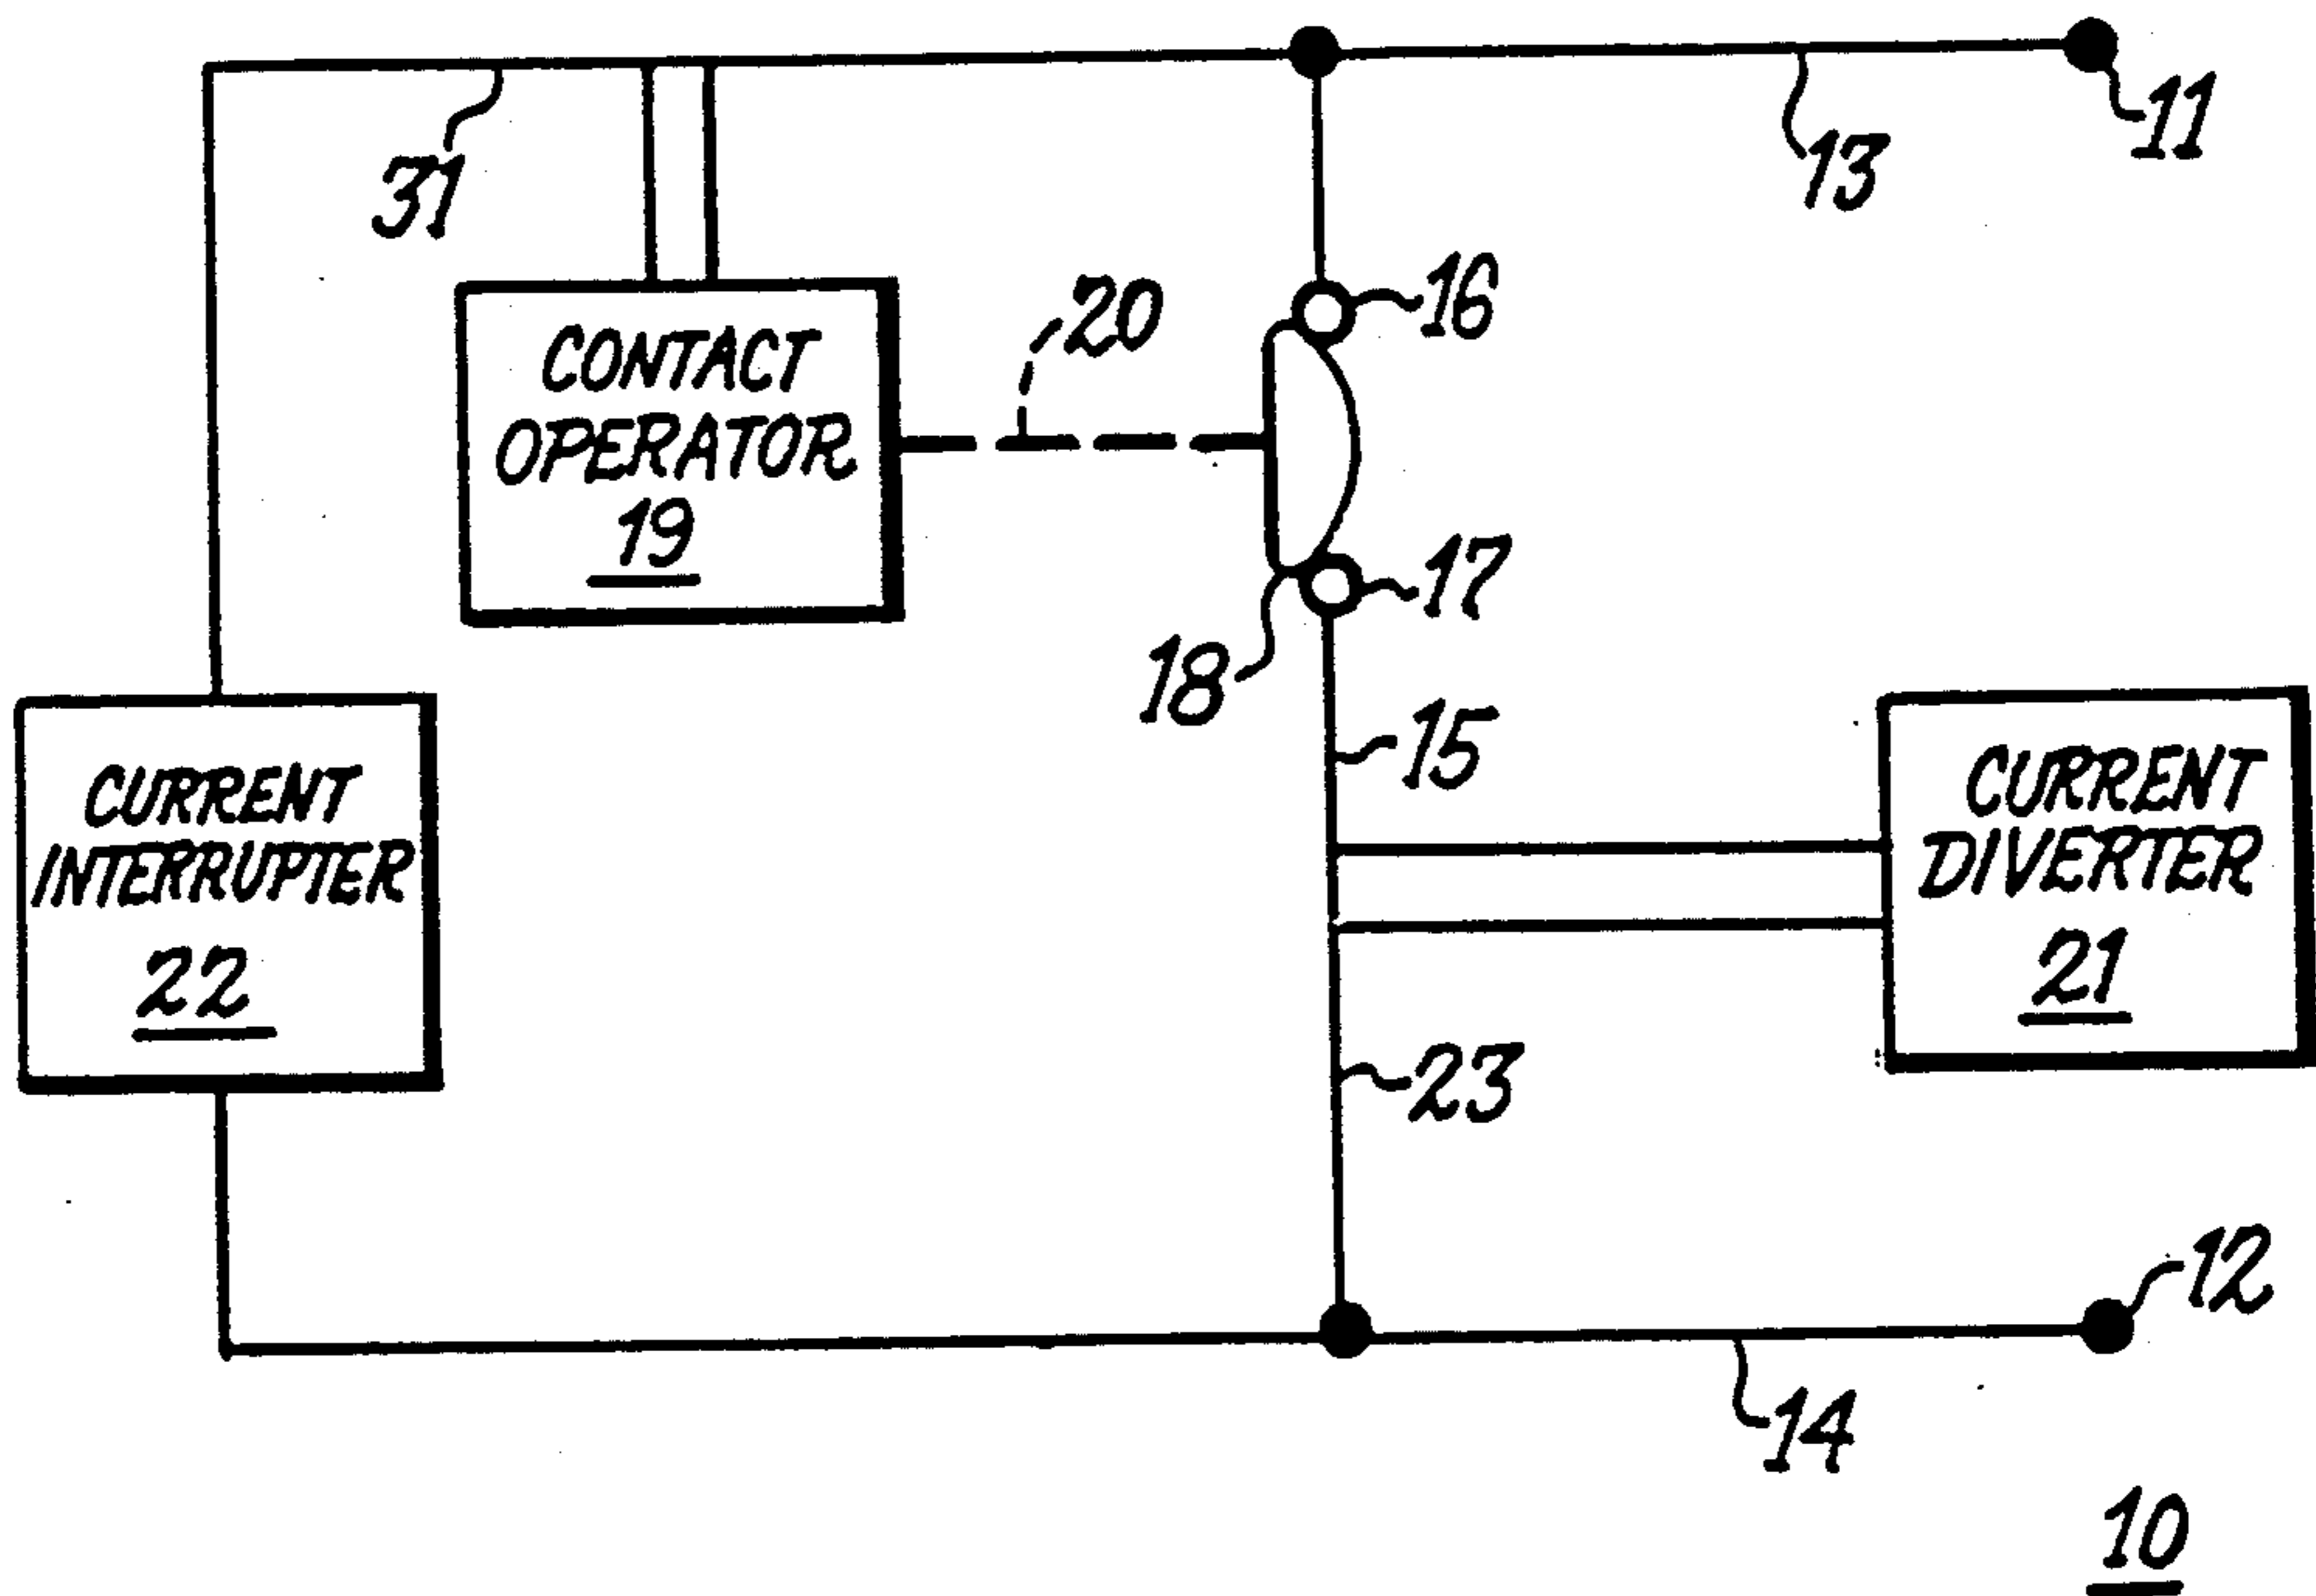 11
13
31
20
16
CONTACT
OPERATOR
19
17
18
15
CURRENT
INTERRUPTER
22
CURRENT
DIVERTER
21
23
12
14
10